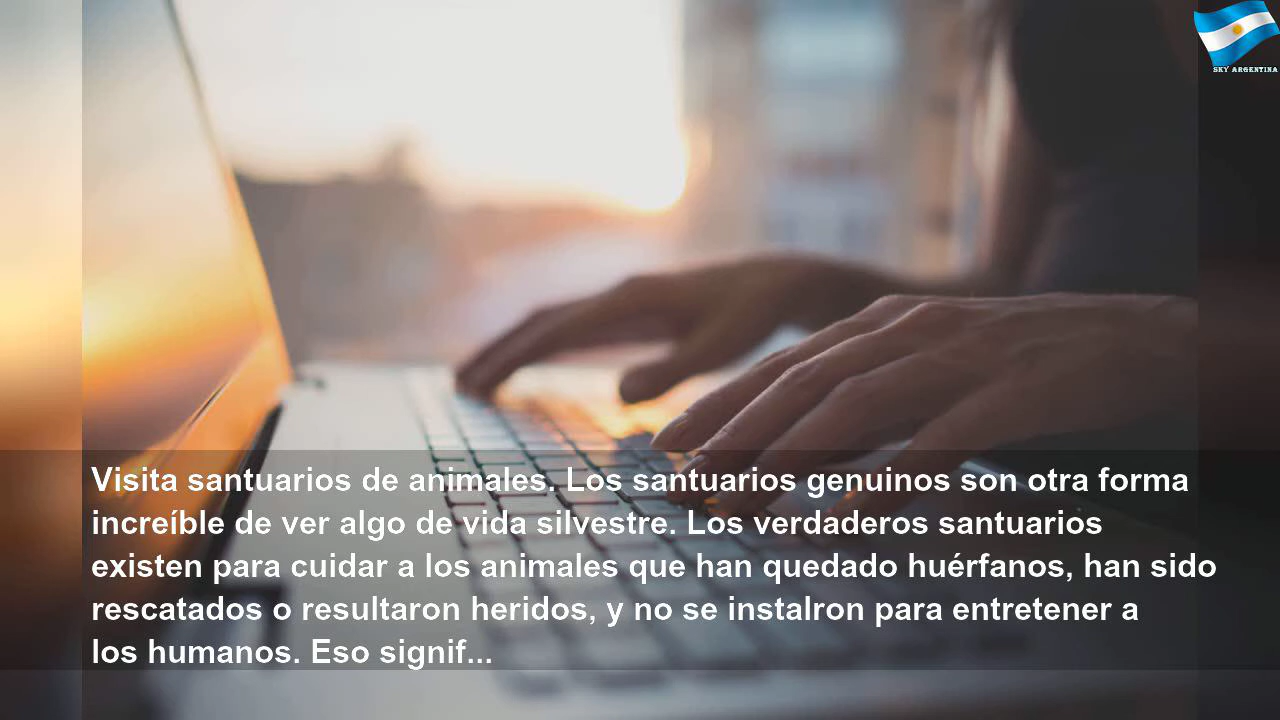 SKY ARGENTINA
Visita santuarios de animales. Los santuarios genuinos son otra forma
increíble de ver algo de vida silvestre. Los verdaderos santuarios
existen para cuidar a los animales que han quedado huérfanos, han sido
rescatados o resultaron heridos, y no se instalron para entretener a
los humanos. Eso signif...